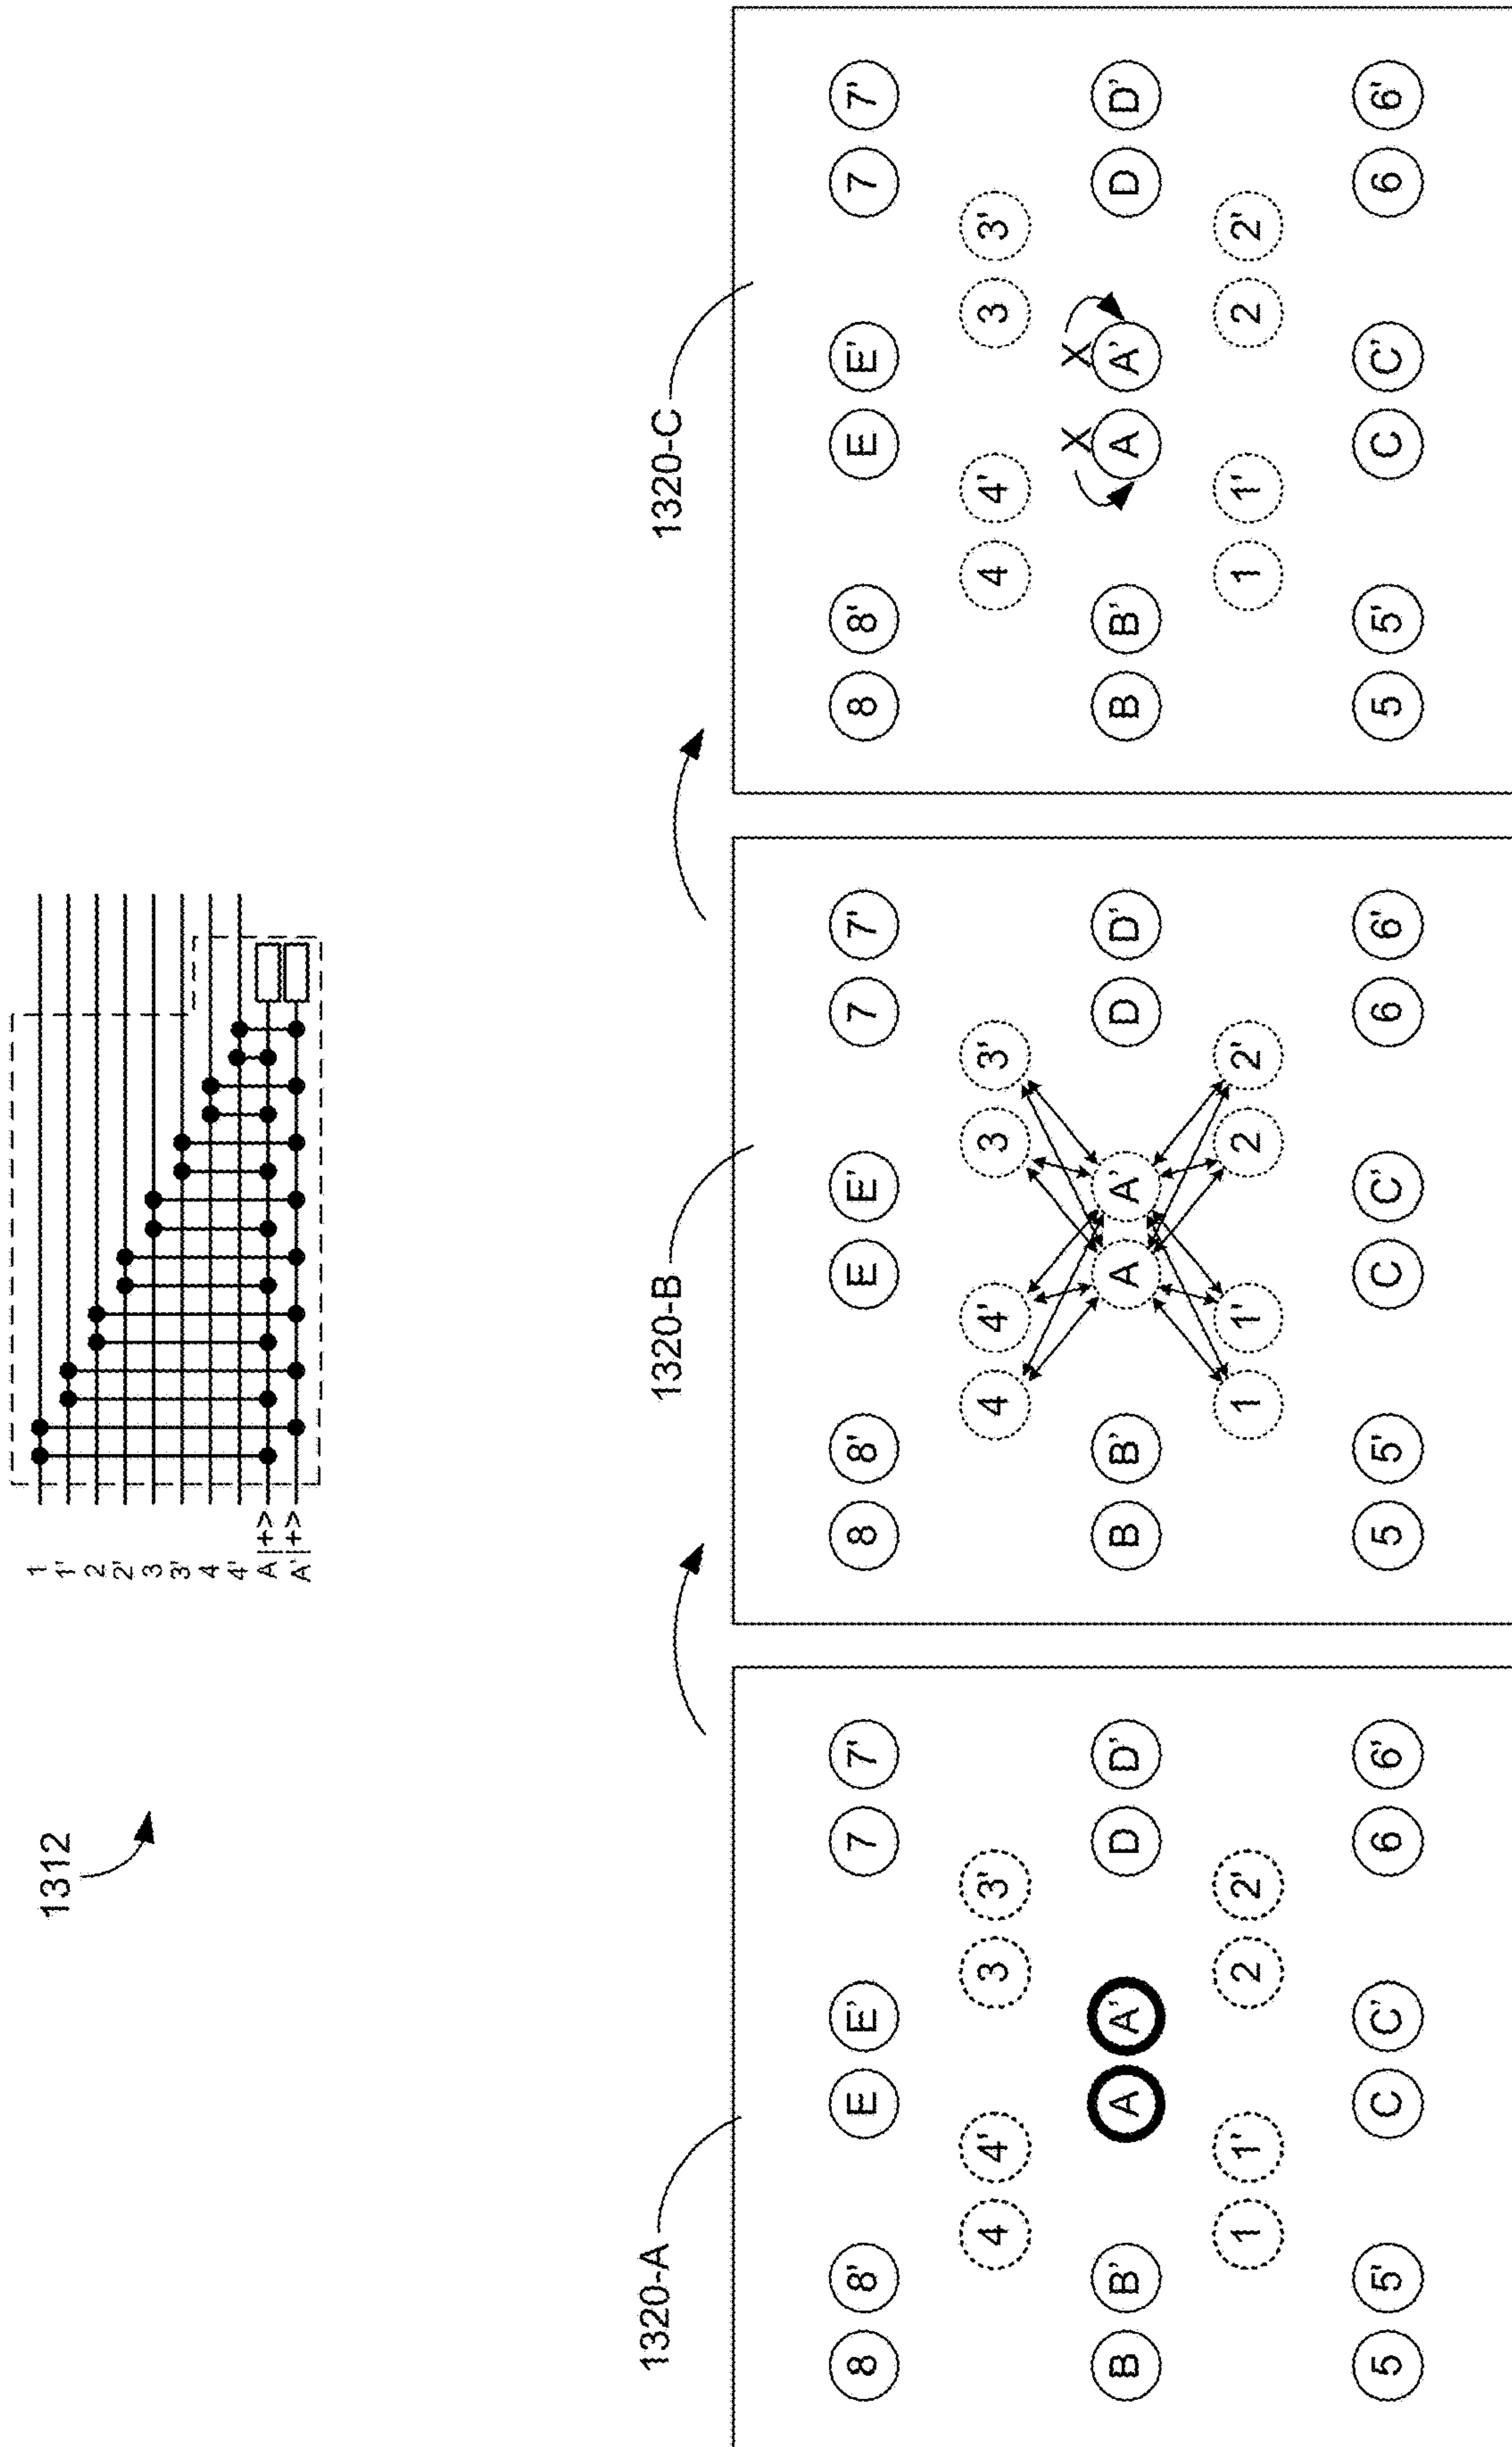 1312
1
1'
2
2'
3
3'
4
4'
A |+>
A' |+>
1320-A
8 8' E E' 7 7'
4 4' 3 3'
B B' A A' D D'
1 1' 2 2'
5 5' C C' 6 6'
1320-B
8 8' E E' 7 7'
4 4' 3 3'
B B' A A' D D'
1 1' 2 2'
5 5' C C' 6 6'
1320-C
8 8' E E' 7 7'
4 4' 3 3'
X X
B B' A A' D D'
1 1' 2 2'
5 5' C C' 6 6'